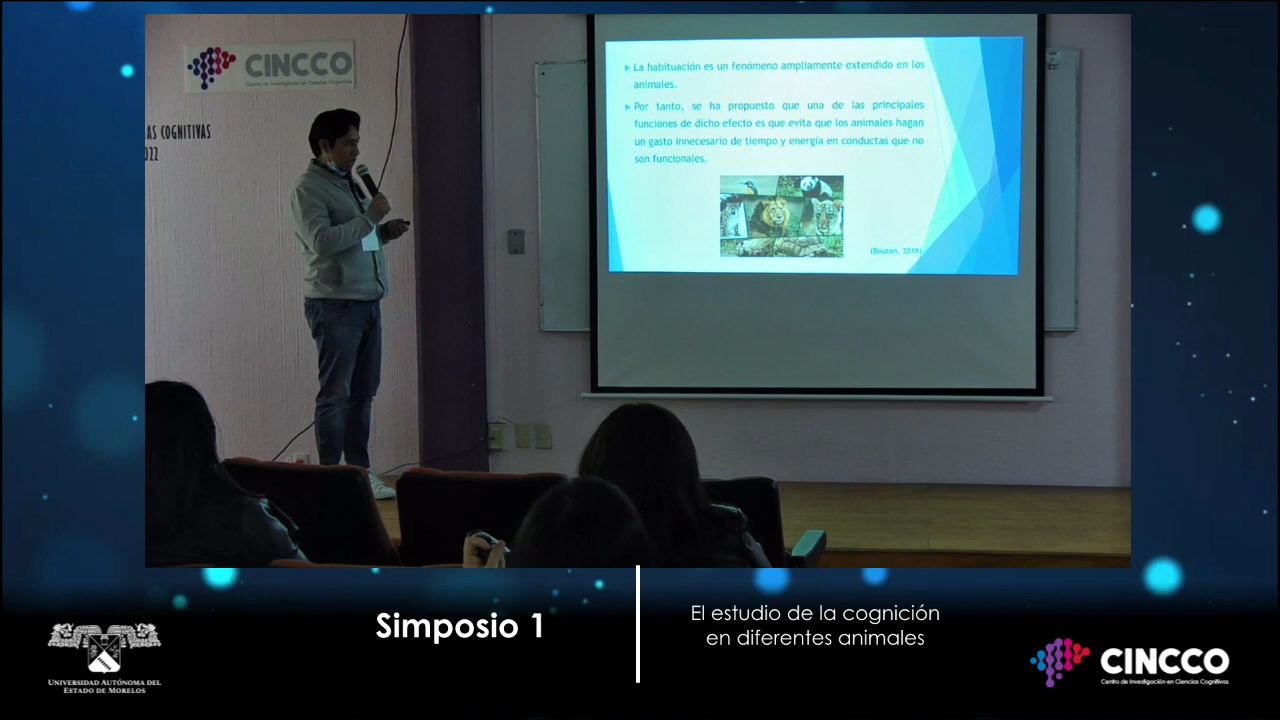 CINCCO
Centro de Investigación en Ciencias Cognitivas
AS COGNITIVAS
022
La habituación es un fenómeno ampliamente extendido en los
animales.
Por tanto, se ha propuesto que una de las principales
funciones de dicho efecto es que evita que los animales hagan
un gasto innecesario de tiempo y energía en conductas que no
son funcionales.
(Bouton, 2019)
Simposio 1
El estudio de la cognición
en diferentes animales
UNIVERSIDAD AUTÓNOMA DEL
ESTADO DE MORELOS
CINCCO
Centro de Investigación en Ciencias Cognitivas